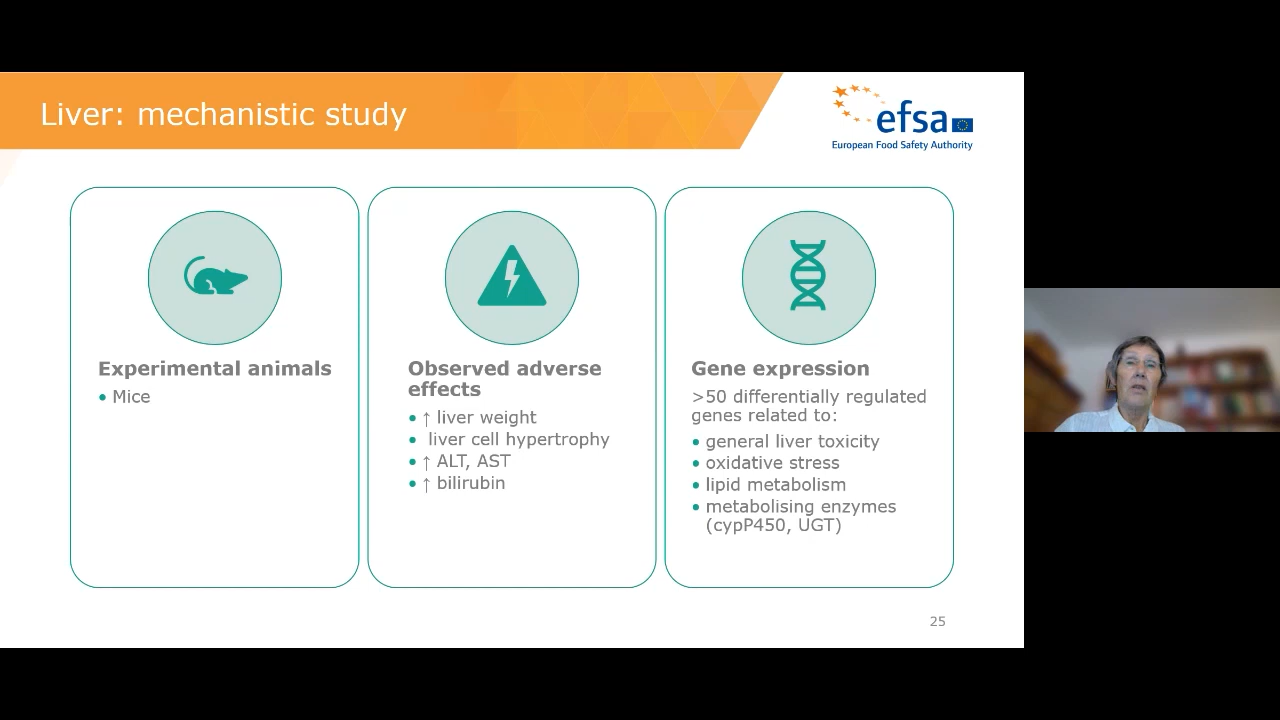 Liver: mechanistic study
efsa
European Food Safety Authority
Experimental animals
• Mice
Observed adverse
effects
• ↑ liver weight
• liver cell hypertrophy
• ↑ ALT, AST
• ↑ bilirubin
Gene expression
>50 differentially regulated
genes related to:
• general liver toxicity
• oxidative stress
• lipid metabolism
• metabolising enzymes
(cypP450, UGT)
25